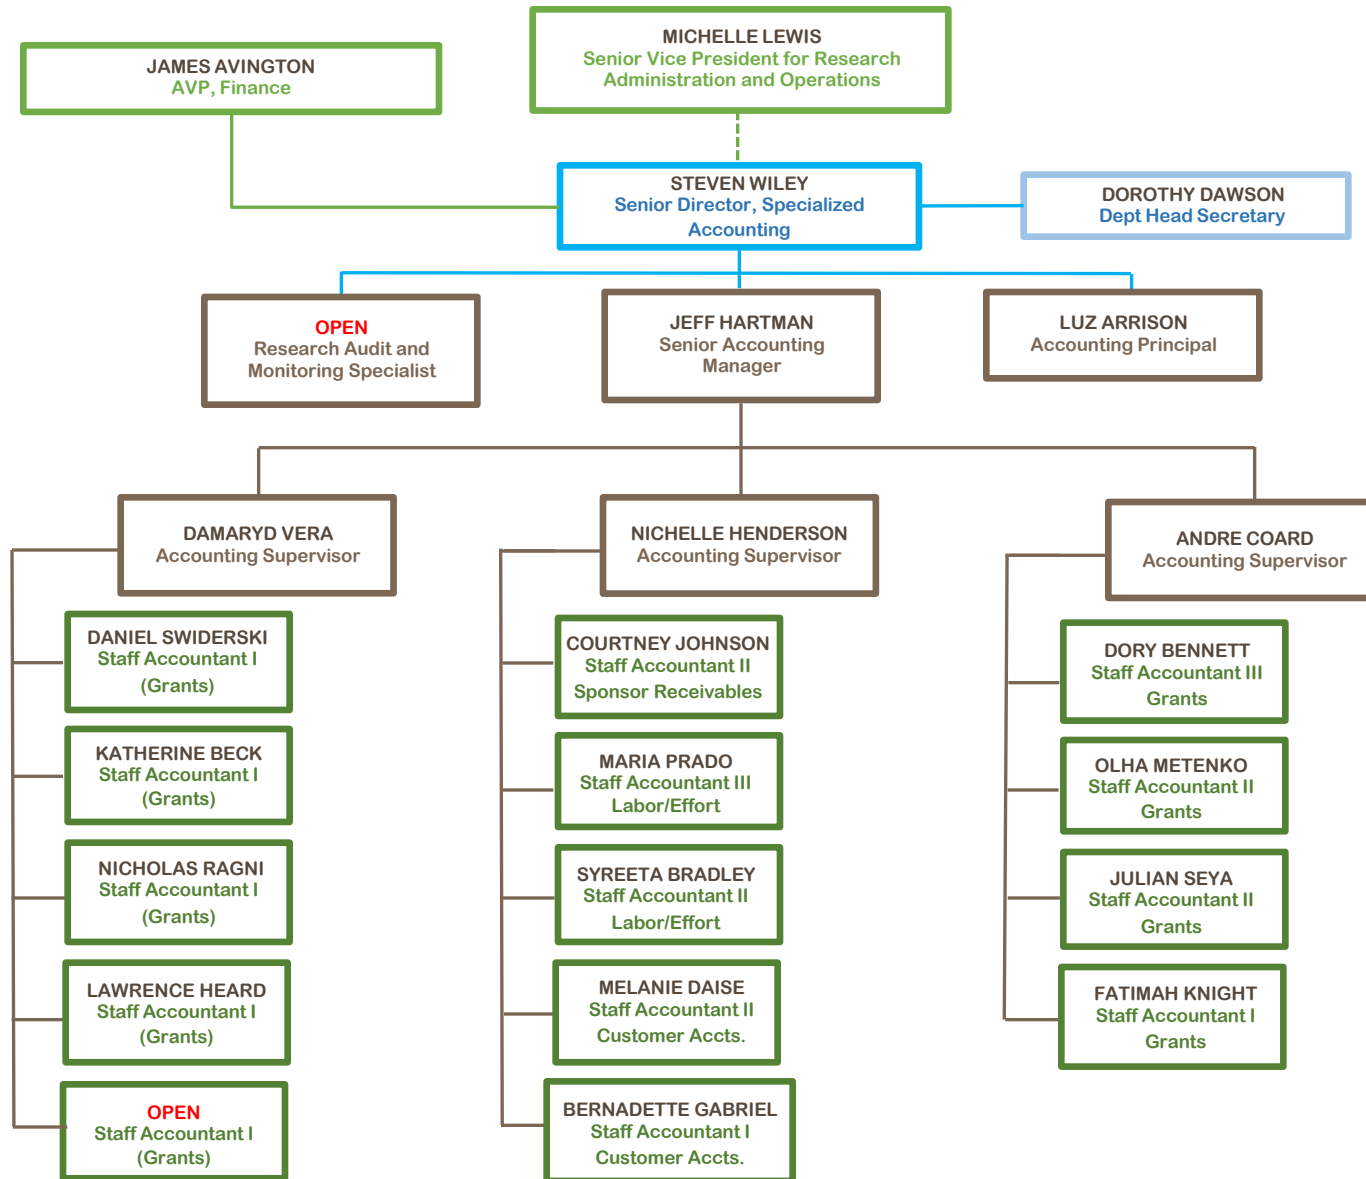 JAMES AVINGTON
AVP, Finance
MICHELLE LEWIS
Senior Vice President for Research
Administration and Operations
STEVEN WILEY
Senior Director, Specialized
Accounting
DOROTHY DAWSON
Dept Head Secretary
OPEN
Research Audit and
Monitoring Specialist
JEFF HARTMAN
Senior Accounting
Manager
LUZ ARRISON
Accounting Principal
DAMARYD VERA
Accounting Supervisor
NICHELLE HENDERSON
Accounting Supervisor
ANDRE COARD
Accounting Supervisor
DANIEL SWIDERSKI
Staff Accountant I
(Grants)
KATHERINE BECK
Staff Accountant I
(Grants)
NICHOLAS RAGNI
Staff Accountant I
(Grants)
LAWRENCE HEARD
Staff Accountant I
(Grants)
OPEN
Staff Accountant I
(Grants)
COURTNEY JOHNSON
Staff Accountant II
Sponsor Receivables
MARIA PRADO
Staff Accountant III
Labor/Effort
SYREETA BRADLEY
Staff Accountant II
Labor/Effort
MELANIE DAISE
Staff Accountant II
Customer Accts.
BERNADETTE GABRIEL
Staff Accountant I
Customer Accts.
DORY BENNETT
Staff Accountant III
Grants
OLHA METENKO
Staff Accountant II
Grants
JULIAN SEYA
Staff Accountant II
Grants
FATIMAH KNIGHT
Staff Accountant I
Grants